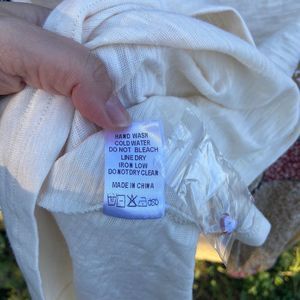 HAND WASH
COLD WATER
DO NOT BLEACH
LINE DRY
IRON LOW
DO NOT DRY CLEAN
MADE IN CHINA